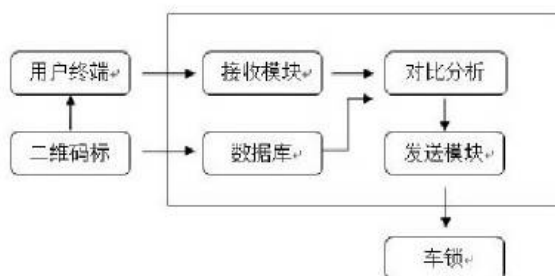 用户终端
接收模块
对比分析
二维码标
数据库
发送模块
车锁